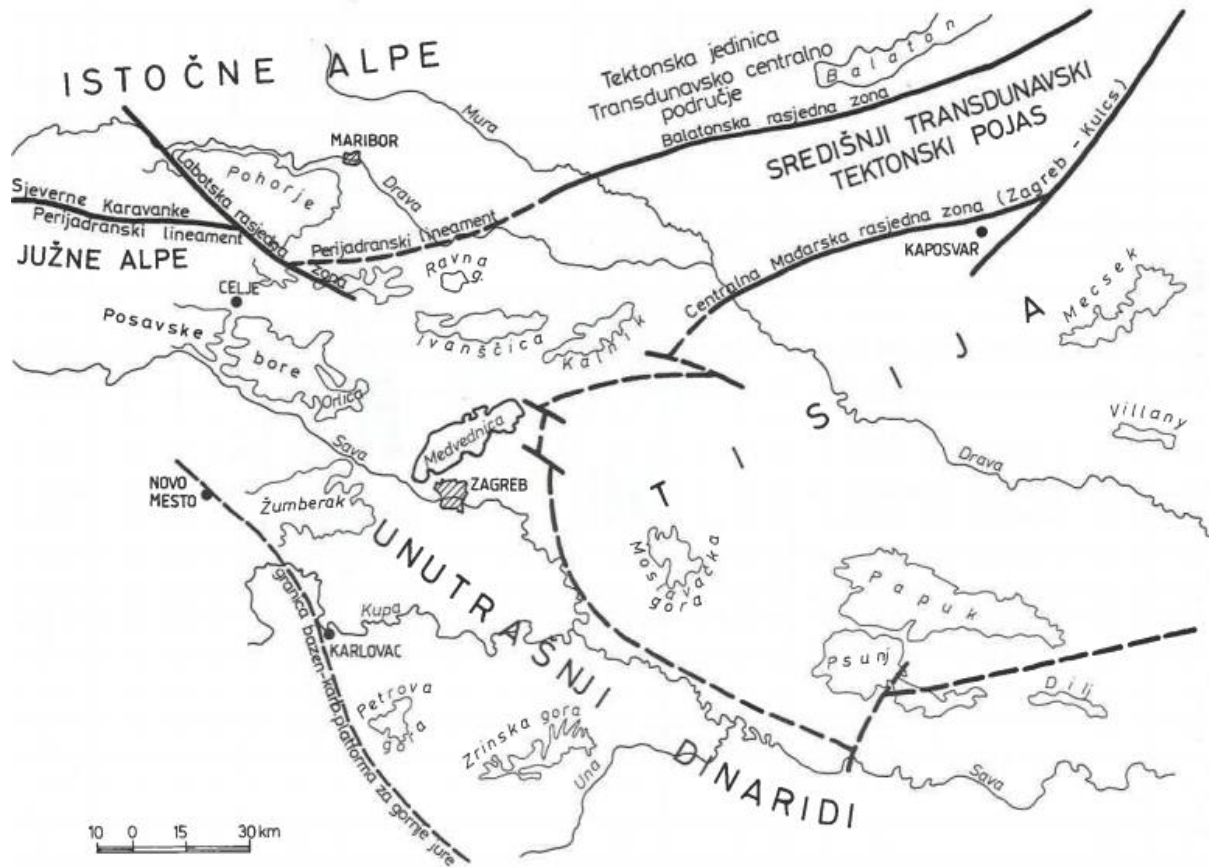 ISTOČNE ALPE
Tektonska jedinica
Transdunavsko centralno
područje
Balaton
Mura
Balatonska rasjedna zona
SREDIŠNJI TRANSDUNAVSKI
TEKTONSKI POJAS
MARIBOR
Pohorje
Labotska rasjedna zona
Drava
Sjeverne Karavanke
Perijadranski lineament
Perijadranski lineament
JUŽNE ALPE
Ravna g.
Centralna Mađarska rasjedna zona (Zagreb - Kulcs)
KAPOSVAR
Mecsek
CELJE
Posavske
bore
Orlica
Ivanščica
Kalnik
TISIJA
Villany
Sava
Medvednica
ZAGREB
Drava
NOVO
MESTO
Žumberak
UNUTRAŠNJI DINARIDI
Moslavačka
gora
Papuk
Psunj
Dilj
Kupa
KARLOVAC
granica bazen-karb.platforma za gornje jure
Petrova
gora
Zrinska gora
Una
Sava
10 0 15 30 km